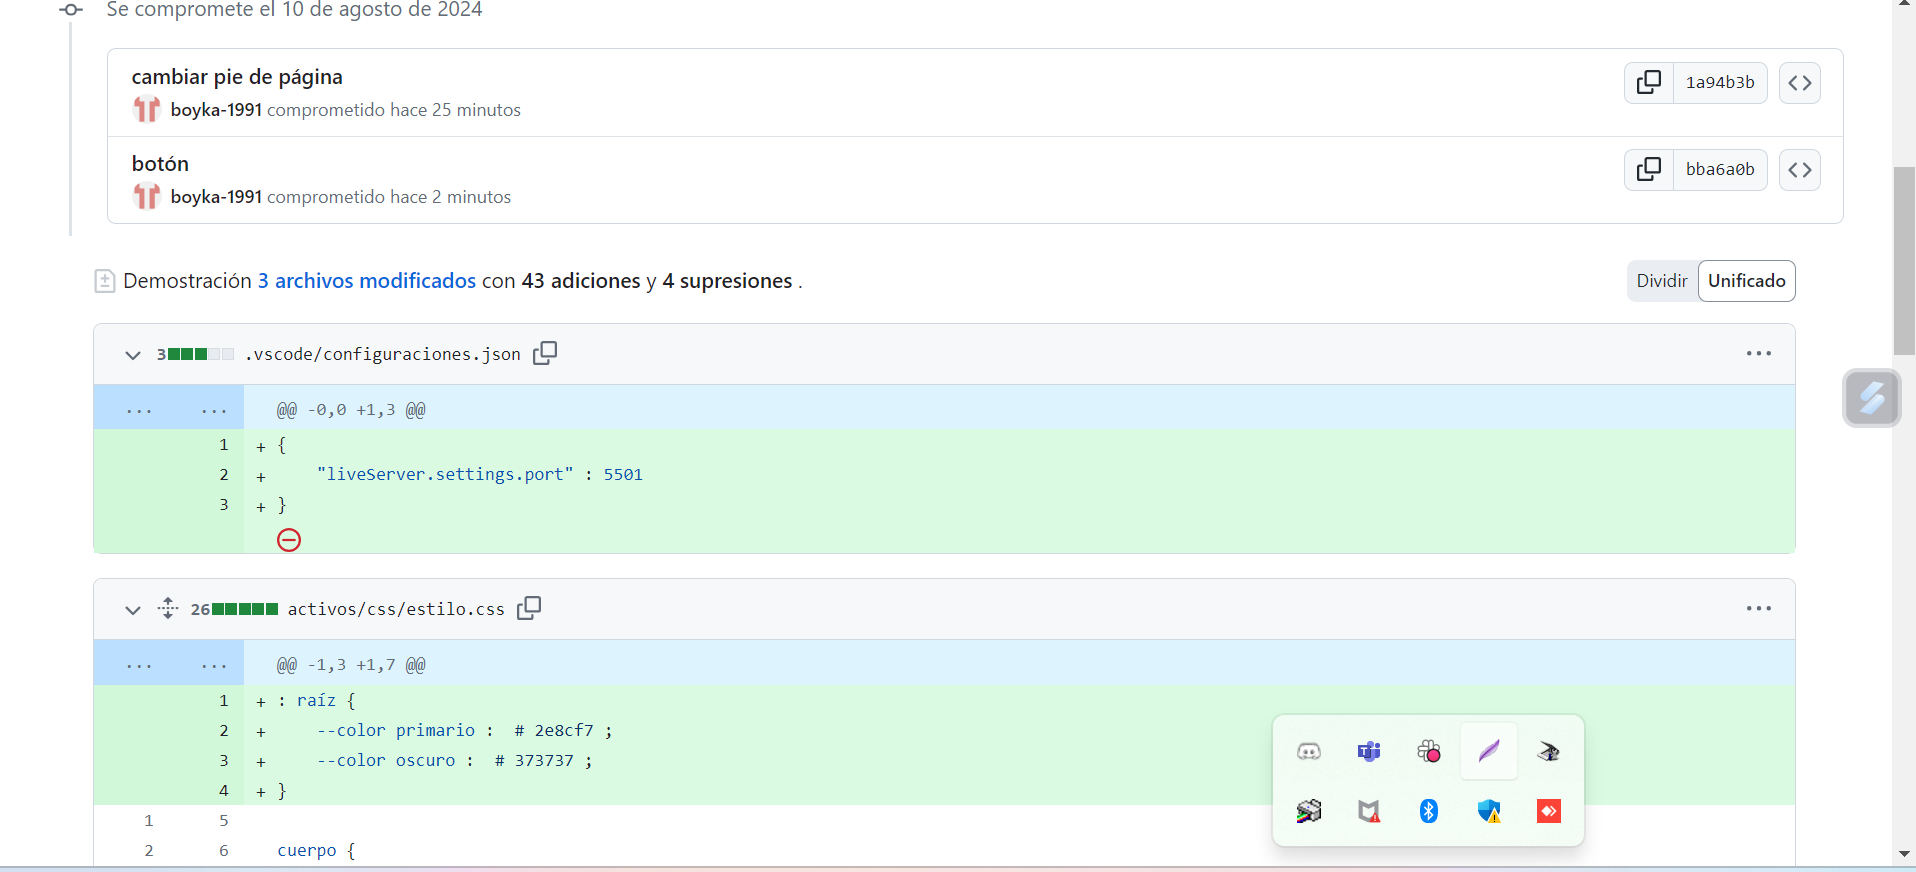 Se compromete el 10 de agosto de 2024
cambiar pie de página
boyka-1991 comprometido hace 25 minutos
1a94b3b
botón
boyka-1991 comprometido hace 2 minutos
bba6a0b
Demostración 3 archivos modificados con 43 adiciones y 4 supresiones .
Dividir Unificado
3 .vscode/configuraciones.json
... ... @@ -0,0 +1,3 @@
1 + {
2 + "liveServer.settings.port" : 5501
3 + }
26 activos/css/estilo.css
... ... @@ -1,3 +1,7 @@
1 + : raíz {
2 + --color primario : # 2e8cf7 ;
3 + --color oscuro : # 373737 ;
4 + }
1 5
2 6 cuerpo {